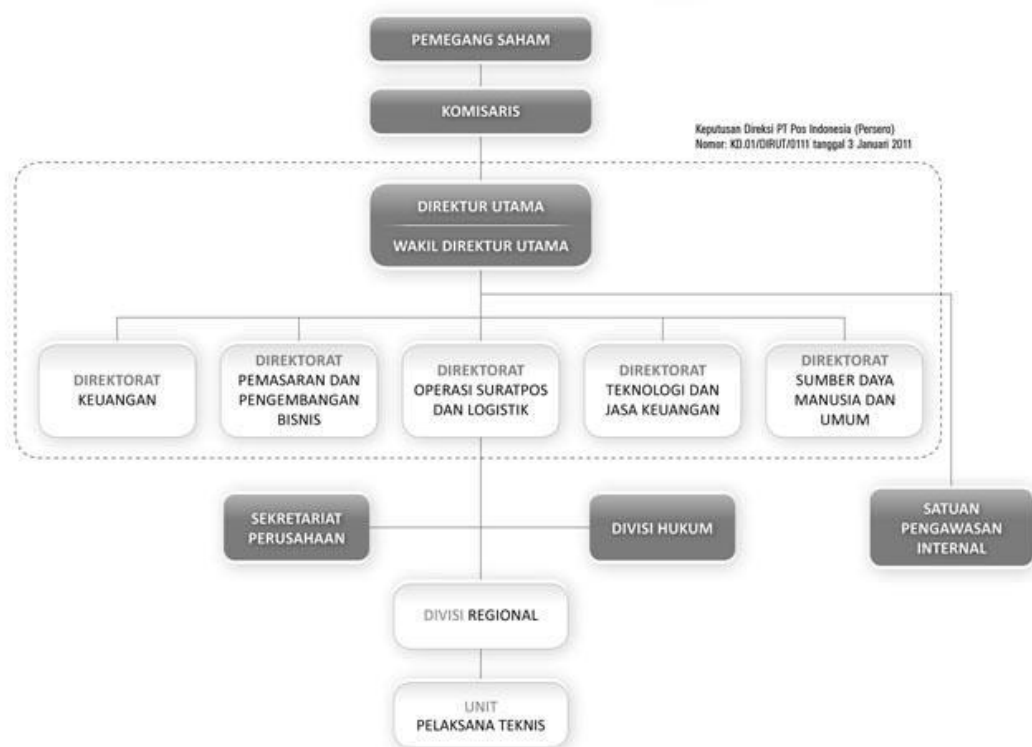 PEMEGANG SAHAM
KOMISARIS
Keputusan Direksi PT Pos Indonesia (Persero)
Nomor: KD.01/DIRUT/0111 tanggal 3 Januari 2011
DIREKTUR UTAMA
WAKIL DIREKTUR UTAMA
DIREKTORAT
KEUANGAN
DIREKTORAT
PEMASARAN DAN
PENGEMBANGAN
BISNIS
DIREKTORAT
OPERASI SURATPOS
DAN LOGISTIK
DIREKTORAT
TEKNOLOGI DAN
JASA KEUANGAN
DIREKTORAT
SUMBER DAYA
MANUSIA DAN
UMUM
SEKRETARIAT
PERUSAHAAN
DIVISI HUKUM
SATUAN
PENGAWASAN
INTERNAL
DIVISI REGIONAL
UNIT
PELAKSANA TEKNIS